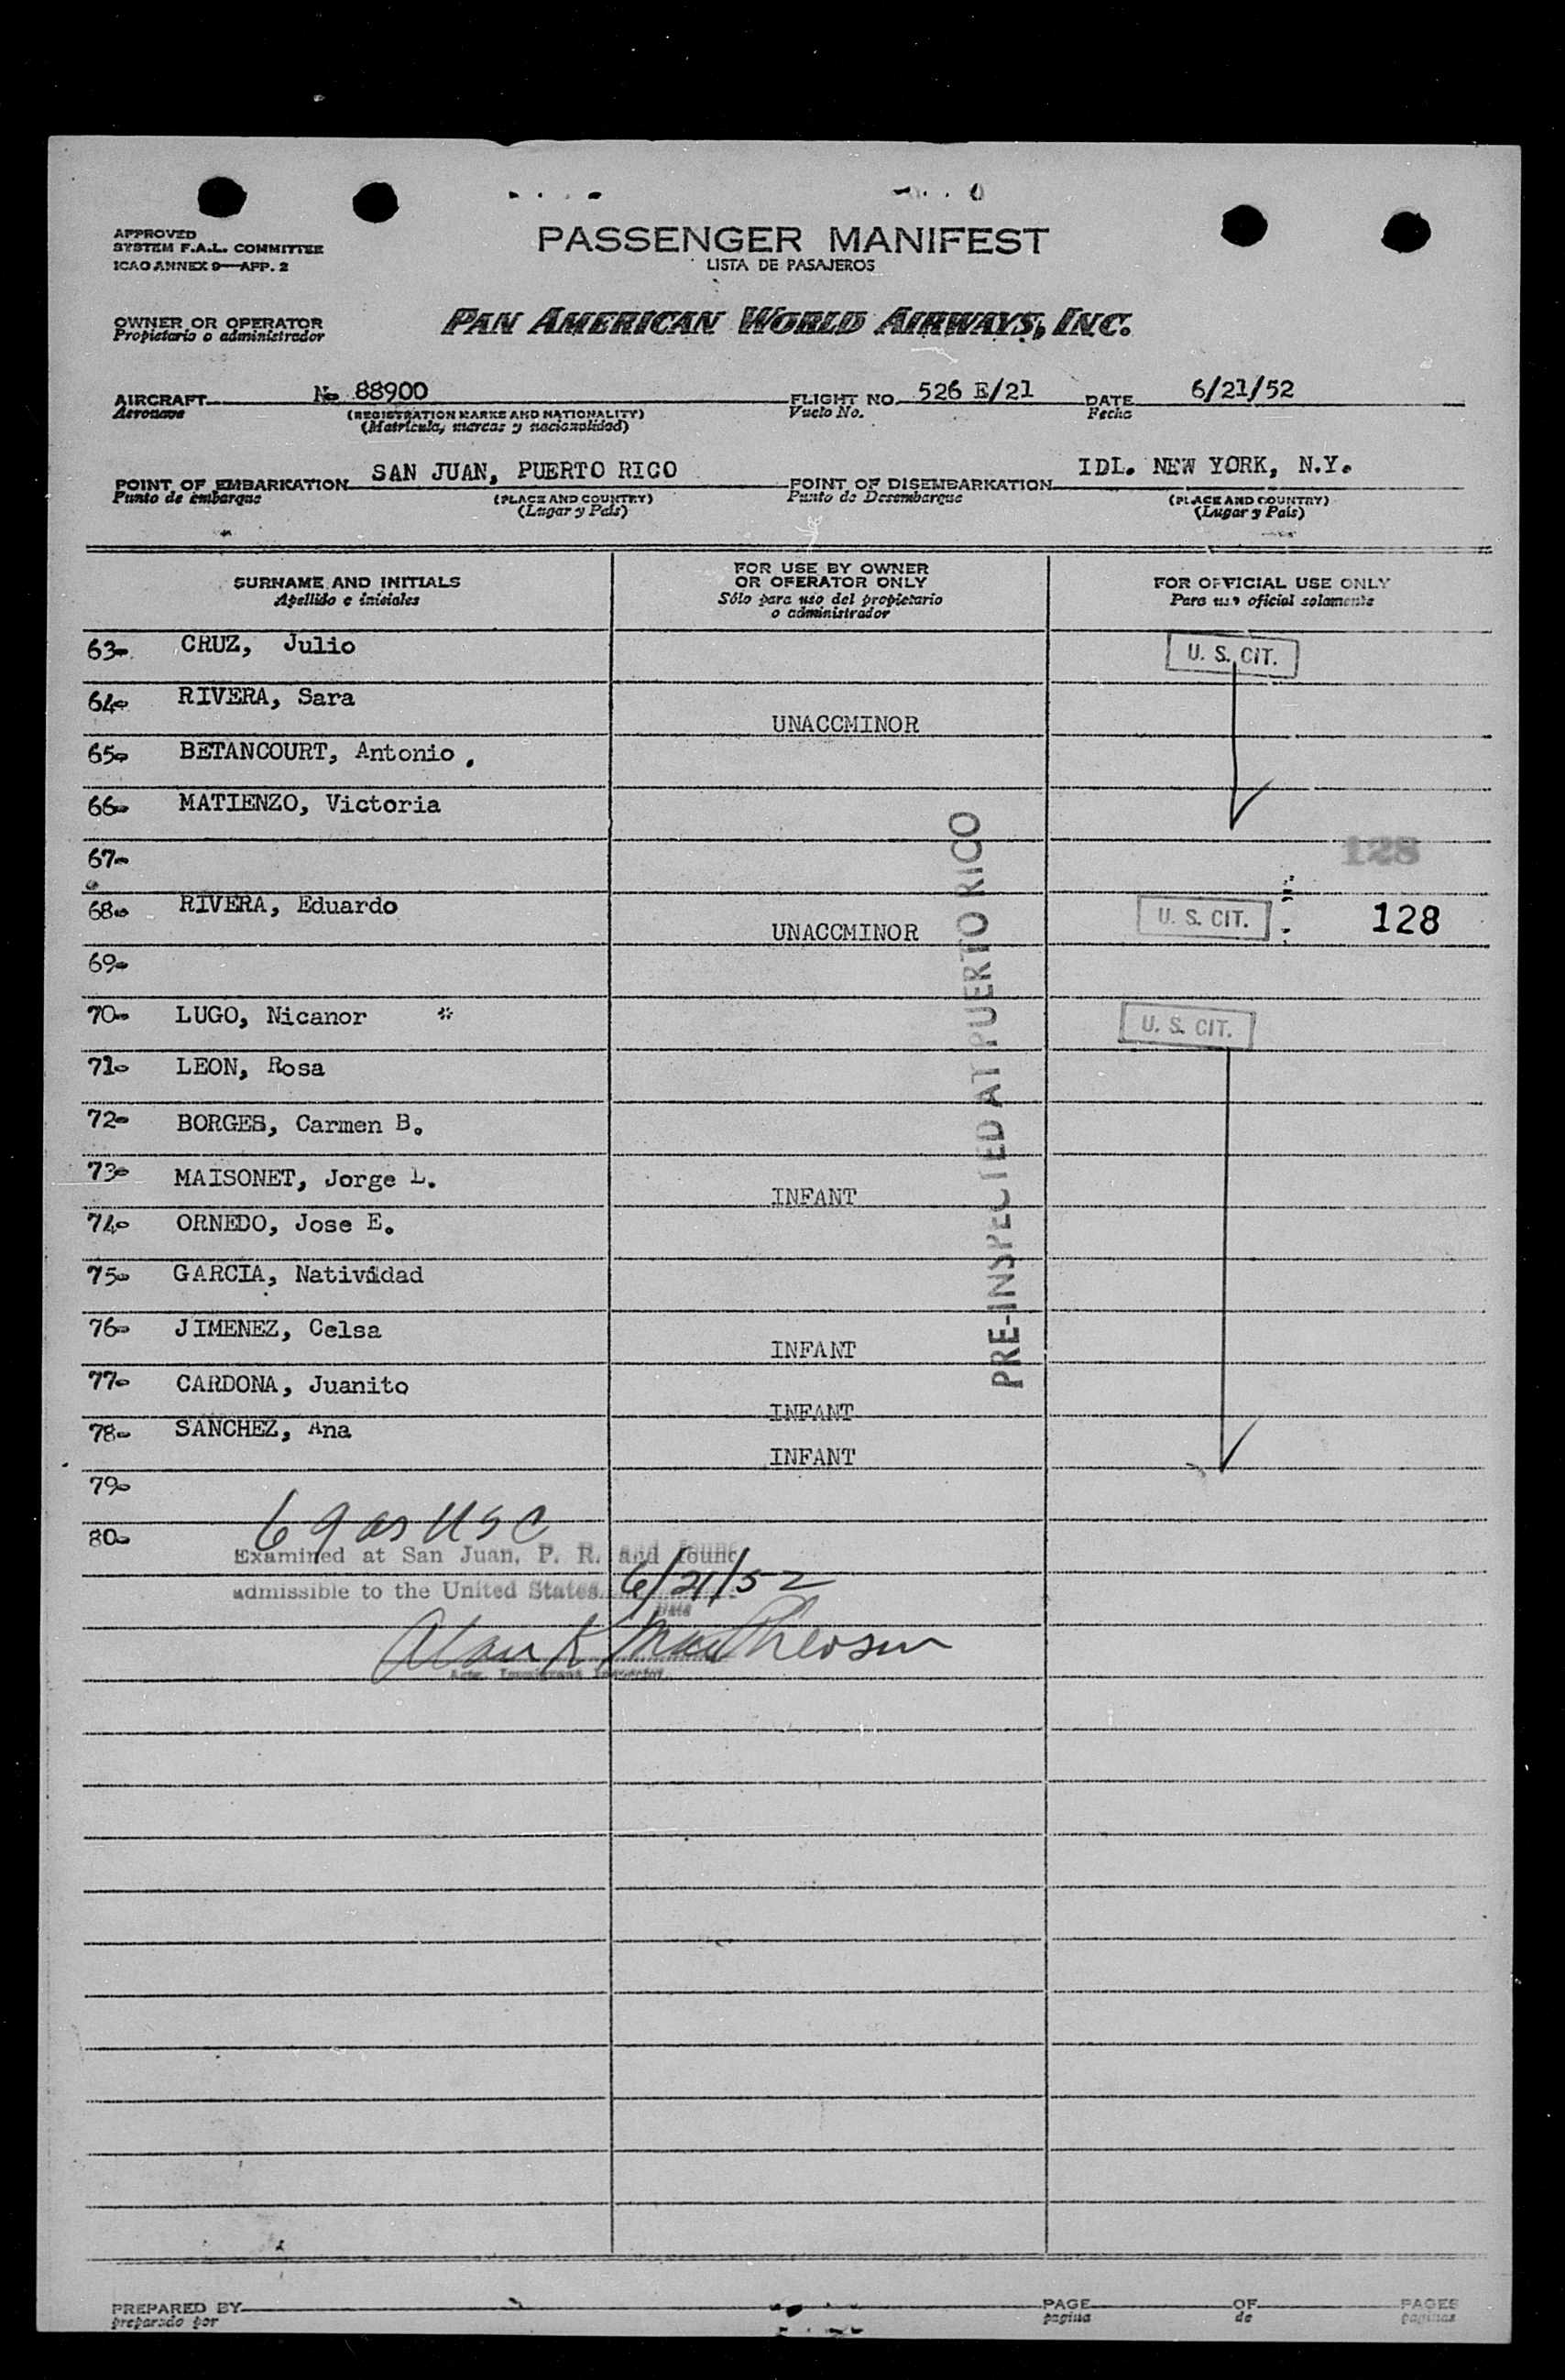 APPROVED
SYSTEM F.A.L. COMMITTEE
ICAO ANNEX 9—APP. 2
PASSENGER MANIFEST
LISTA DE PASAJEROS
OWNER OR OPERATOR
Propietario o administrador
PAN AMERICAN WORLD AIRWAYS, INC.
AIRCRAFT No 88900
Aeronave
(REGISTRATION MARKS AND NATIONALITY)
(Matrícula, marcas y nacionalidad)
FLIGHT NO. 526 E/21
Vuelo No.
DATE 6/21/52
Fecha
POINT OF EMBARKATION SAN JUAN, PUERTO RICO
Punto de embarque
(PLACE AND COUNTRY)
(Lugar y País)
POINT OF DISEMBARKATION IDL. NEW YORK, N.Y.
Punto de Desembarque
(PLACE AND COUNTRY)
(Lugar y País)
SURNAME AND INITIALS
Apellido e iniciales
FOR USE BY OWNER
OR OPERATOR ONLY
Sólo para uso del propietario
o administrador
FOR OFFICIAL USE ONLY
Para uso oficial solamente
63- CRUZ, Julio U. S. CIT.
64- RIVERA, Sara UNACCMINOR
65- BETANCOURT, Antonio.
66- MATIENZO, Victoria
67- 128
68- RIVERA, Eduardo UNACCMINOR U. S. CIT. 128
69-
70- LUGO, Nicanor * U. S. CIT.
71- LEON, Rosa
72- BORGES, Carmen B.
73- MAISONET, Jorge L. INFANT
74- ORNEDO, Jose E.
75- GARCIA, Natividad
76- JIMENEZ, Celsa INFANT
77- CARDONA, Juanito INFANT
78- SANCHEZ, Ana INFANT
79-
80-
PRE-INSPECTED AT PUERTO RICO
69 as USC
Examined at San Juan, P. R. and found
admissible to the United States. 6/21/52
Date
Alan K Matheson
Immigrant Inspector
PREPARED BY
preparado por
PAGE OF PAGES
pagina de paginas